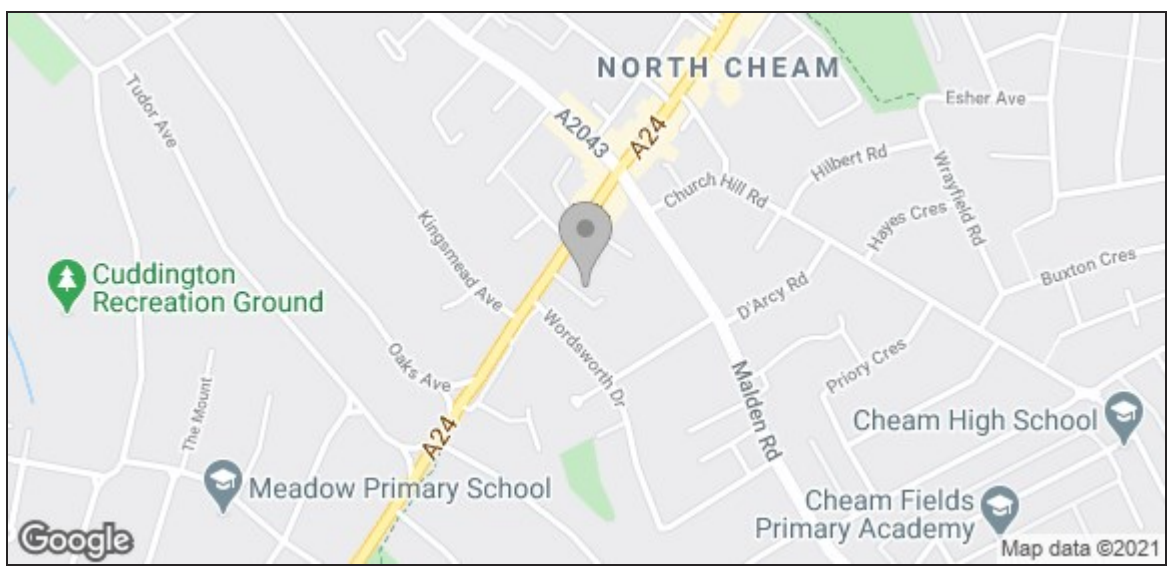 NORTH CHEAM
Esher Ave
Tudor Ave
A2043
A24
Hilbert Rd
Wrayfield Rd
Church Hill Rd
Hayes Cres
Kingsmead Ave
Buxton Cres
Cuddington
Recreation Ground
D'Arcy Rd
Wordsworth Dr
Oaks Ave
Priory Cres
The Mount
Malden Rd
Cheam High School
A24
Meadow Primary School
Cheam Fields
Primary Academy
Google
Map data ©2021